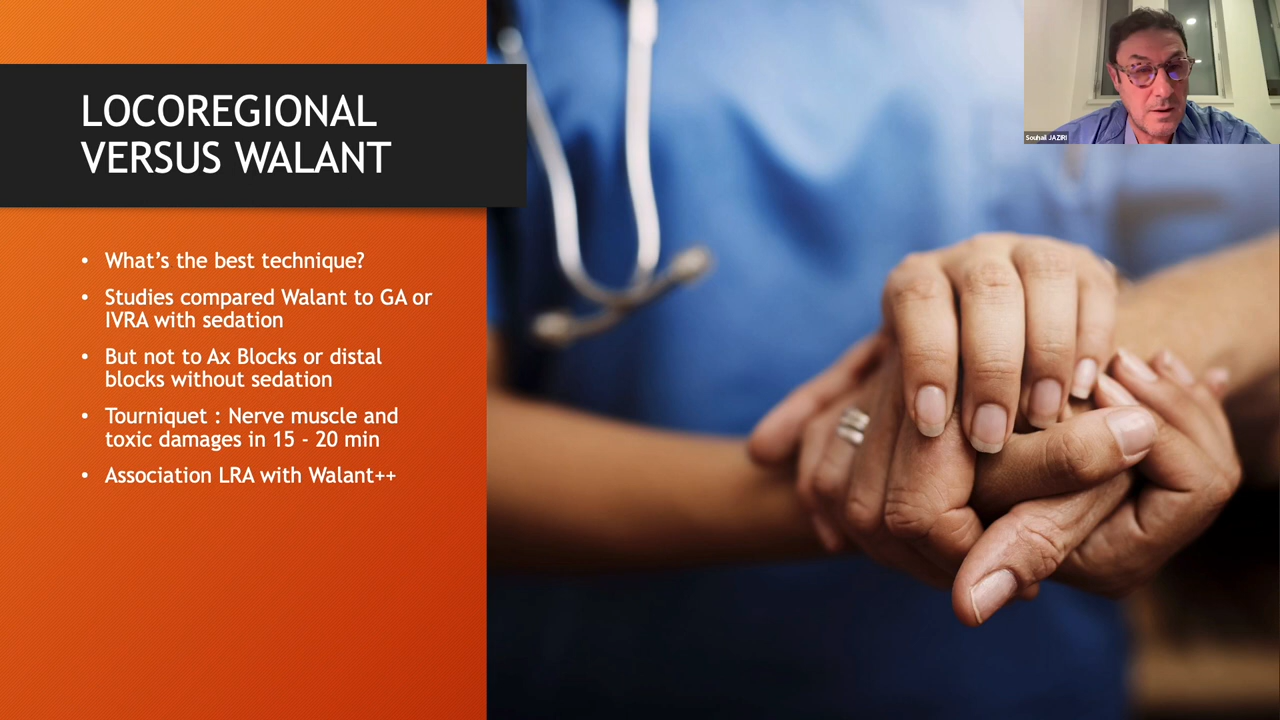 LOCOREGIONAL
VERSUS WALANT
• What's the best technique?
• Studies compared Walant to GA or
IVRA with sedation
• But not to Ax Blocks or distal
blocks without sedation
• Tourniquet : Nerve muscle and
toxic damages in 15 - 20 min
• Association LRA with Walant++
Souhail JAZIRI